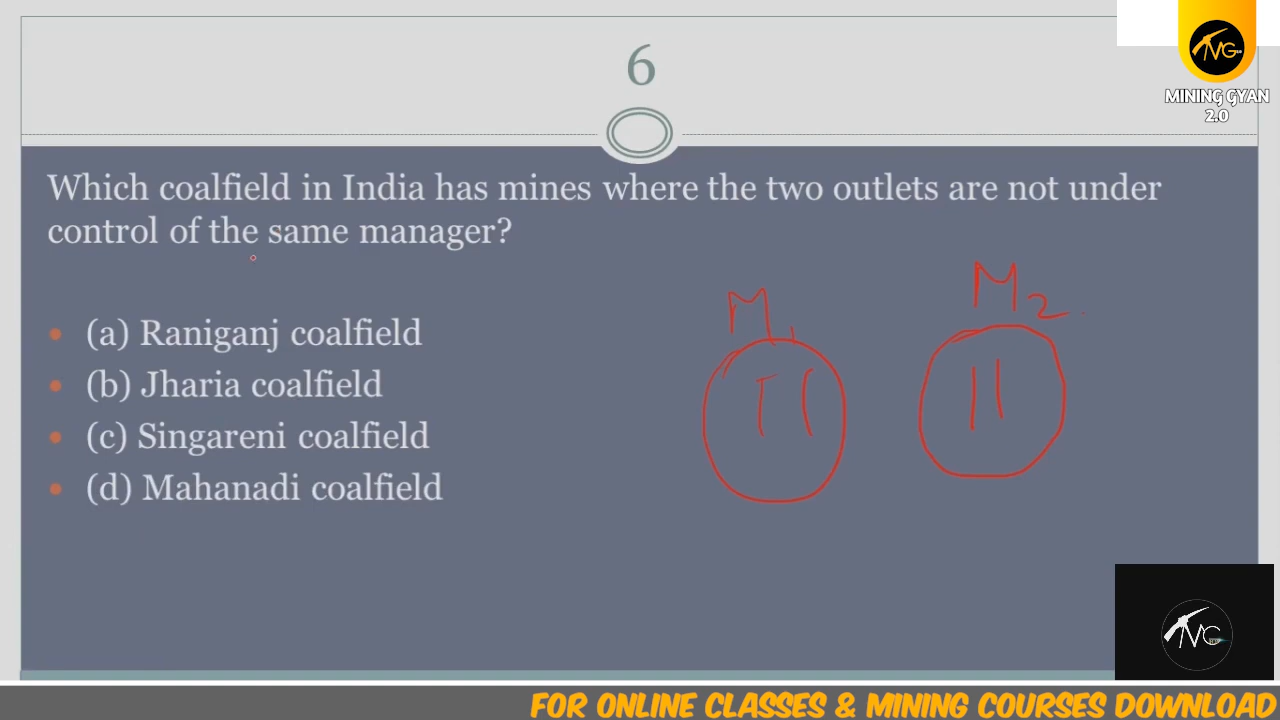 6
MINING GYAN
2.0
Which coalfield in India has mines where the two outlets are not under
control of the same manager?
(a) Raniganj coalfield
(b) Jharia coalfield
(c) Singareni coalfield
(d) Mahanadi coalfield
M1
M2
FOR ONLINE CLASSES & MINING COURSES DOWNLOAD